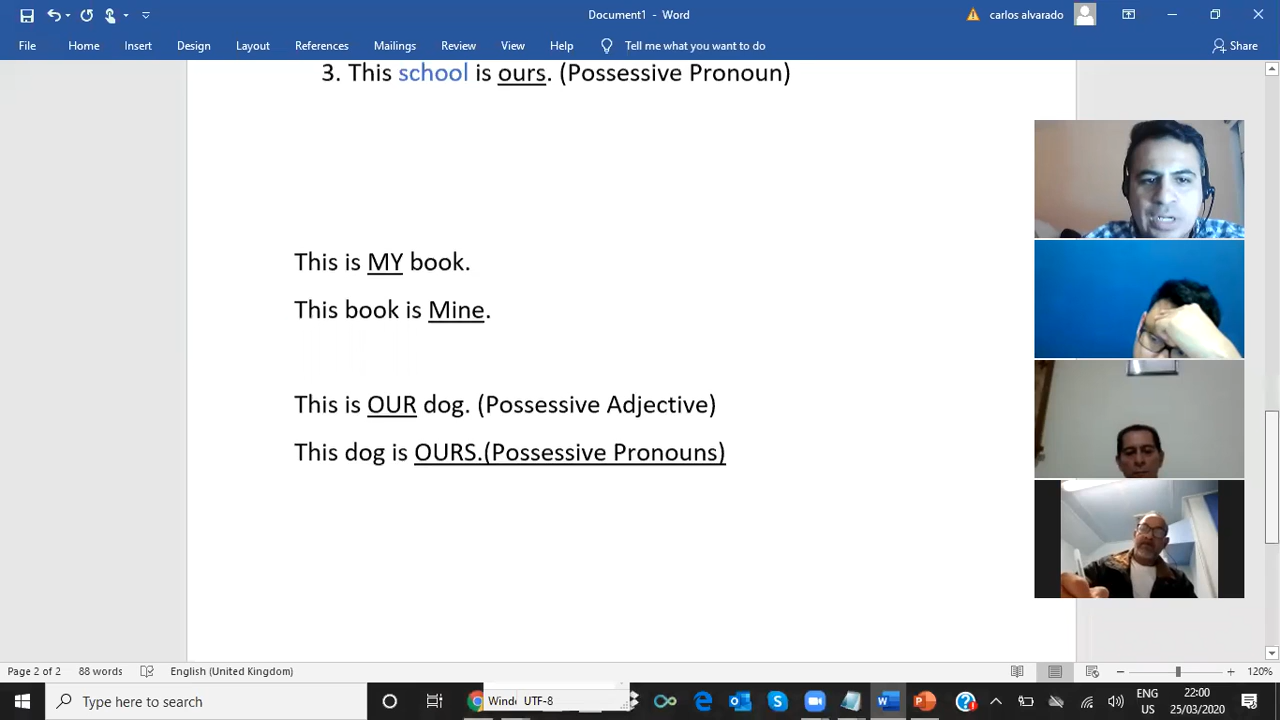 Document1 - Word
carlos alvarado
File Home Insert Design Layout References Mailings Review View Help Tell me what you want to do Share
3. This school is ours. (Possessive Pronoun)
This is MY book.
This book is Mine.
This is OUR dog. (Possessive Adjective)
This dog is OURS.(Possessive Pronouns)
Page 2 of 2 88 words English (United Kingdom) 120%
Type here to search
Wind UTF-8
ENG
US
22:00
25/03/2020